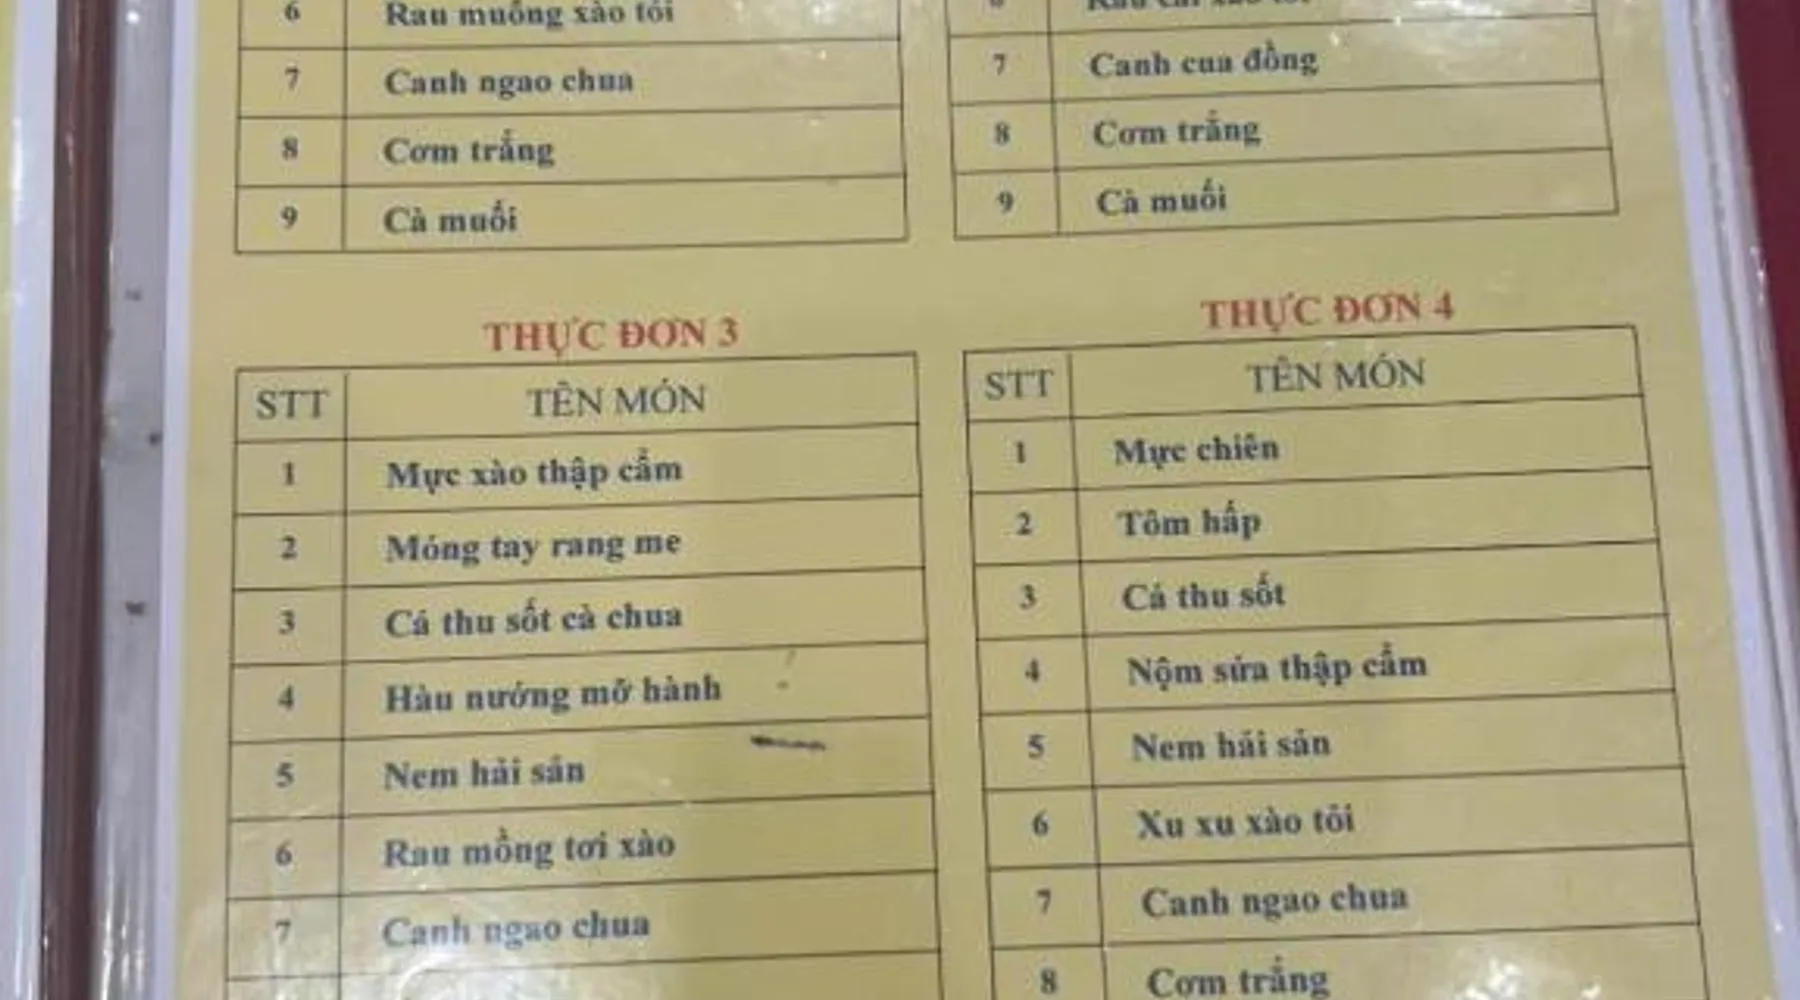 6 Rau muống xào tỏi
7 Canh ngao chua
8 Cơm trắng
9 Cà muối
7 Canh cua đồng
8 Cơm trắng
9 Cà muối
THỰC ĐƠN 3
STT TÊN MÓN
1 Mực xào thập cẩm
2 Móng tay rang me
3 Cá thu sốt cà chua
4 Hàu nướng mỡ hành
5 Nem hải sản
6 Rau mồng tơi xào
7 Canh ngao chua
THỰC ĐƠN 4
STT TÊN MÓN
1 Mực chiên
2 Tôm hấp
3 Cá thu sốt
4 Nộm sứa thập cẩm
5 Nem hải sản
6 Xu xu xào tỏi
7 Canh ngao chua
8 Cơm trắng